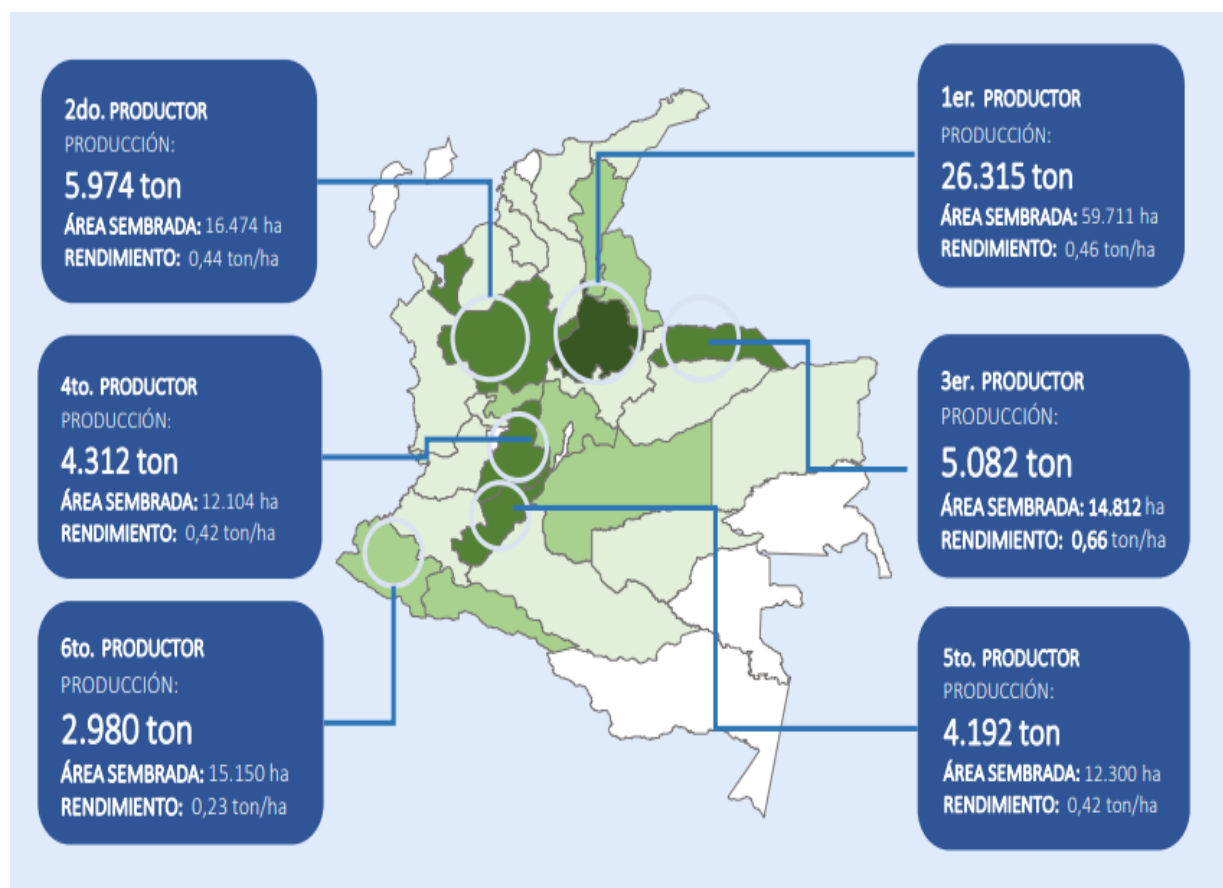 2do. PRODUCTOR
PRODUCCIÓN:
5.974 ton
ÁREA SEMBRADA: 16.474 ha
RENDIMIENTO: 0,44 ton/ha
1er. PRODUCTOR
PRODUCCIÓN:
26.315 ton
ÁREA SEMBRADA: 59.711 ha
RENDIMIENTO: 0,46 ton/ha
4to. PRODUCTOR
PRODUCCIÓN:
4.312 ton
ÁREA SEMBRADA: 12.104 ha
RENDIMIENTO: 0,42 ton/ha
3er. PRODUCTOR
PRODUCCIÓN:
5.082 ton
ÁREA SEMBRADA: 14.812 ha
RENDIMIENTO: 0,66 ton/ha
6to. PRODUCTOR
PRODUCCIÓN:
2.980 ton
ÁREA SEMBRADA: 15.150 ha
RENDIMIENTO: 0,23 ton/ha
5to. PRODUCTOR
PRODUCCIÓN:
4.192 ton
ÁREA SEMBRADA: 12.300 ha
RENDIMIENTO: 0,42 ton/ha